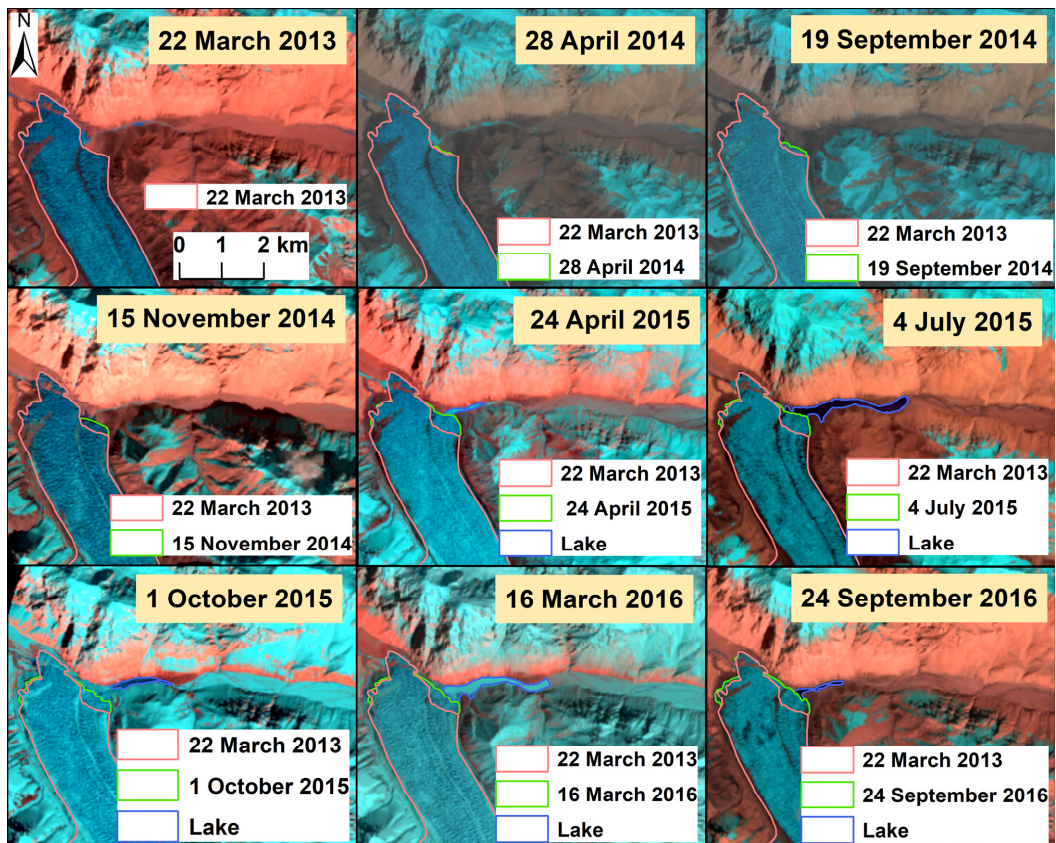 N
22 March 2013
22 March 2013
0 1 2 km
28 April 2014
22 March 2013
28 April 2014
19 September 2014
22 March 2013
19 September 2014
15 November 2014
22 March 2013
15 November 2014
24 April 2015
22 March 2013
24 April 2015
Lake
4 July 2015
22 March 2013
4 July 2015
Lake
1 October 2015
22 March 2013
1 October 2015
Lake
16 March 2016
22 March 2013
16 March 2016
Lake
24 September 2016
22 March 2013
24 September 2016
Lake